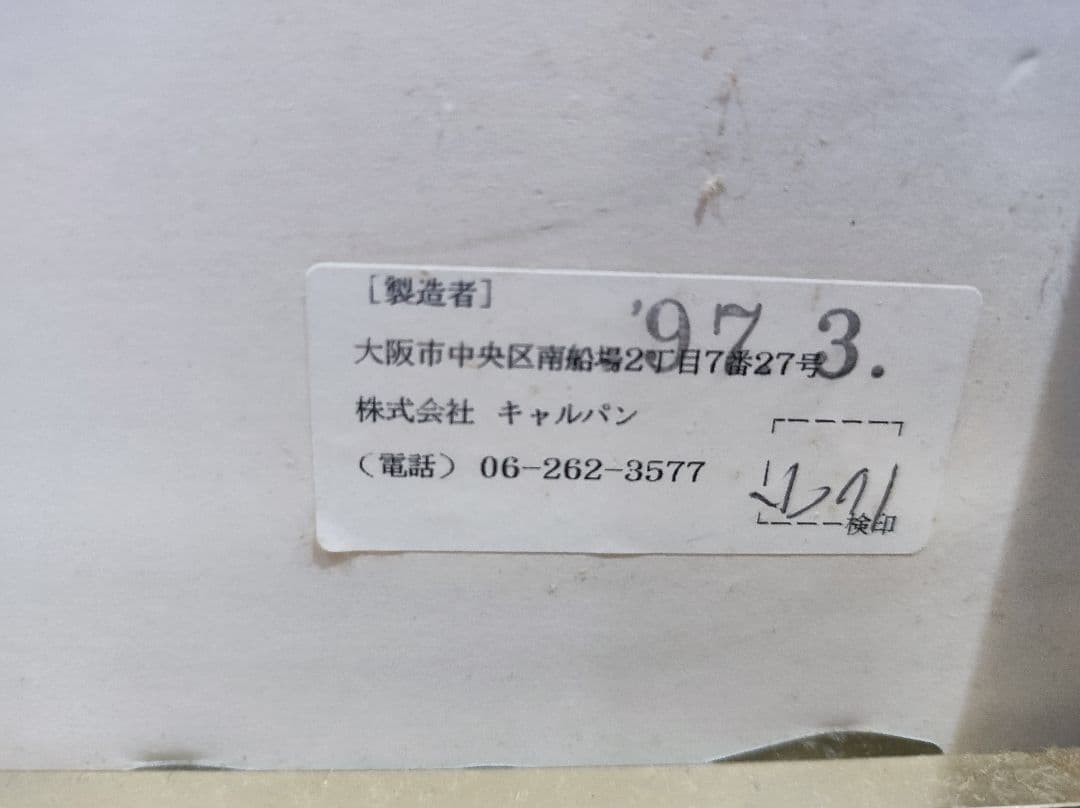 [製造者]
'97.3.
大阪市中央区南船場2丁目7番27号
株式会社 キャルパン
(電話) 06-262-3577
検印